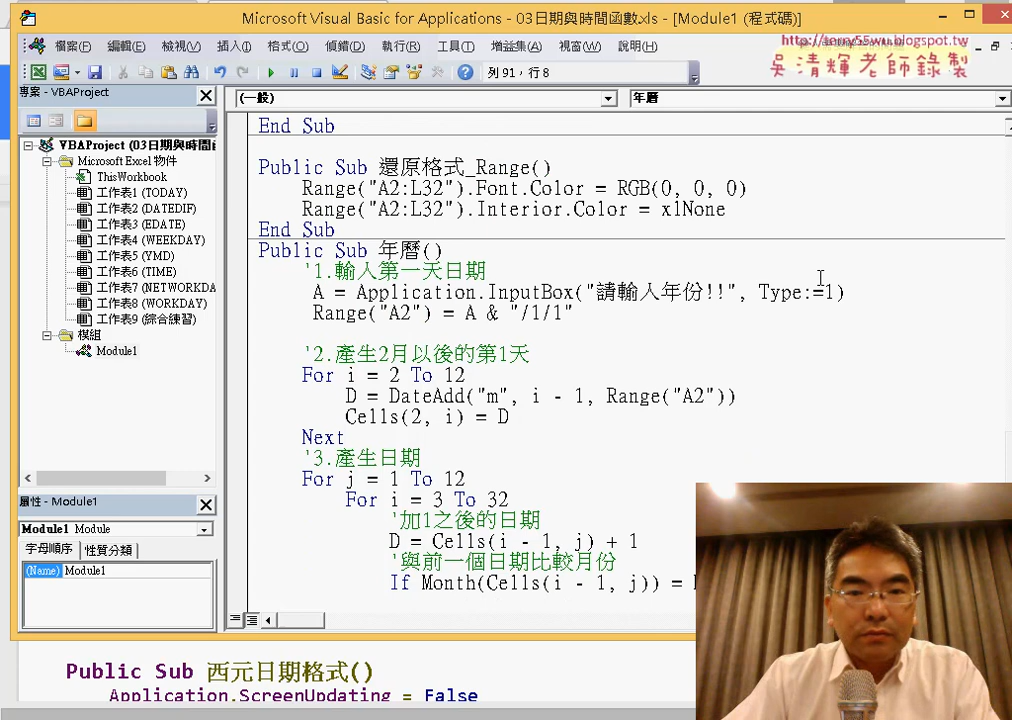 Microsoft Visual Basic for Applications - 03日期與時間函數.xls - [Module1 (程式碼)]
http://terry55wu.blogspot.tw
吳清輝老師錄製
檔案(F) 編輯(E) 檢視(V) 插入(I) 格式(O) 偵錯(D) 執行(R) 工具(T) 增益集(A) 視窗(W) 說明(H)
列 91，行 8
專案 - VBAProject
(一般) 年曆
VBAProject (03日期與時間
Microsoft Excel 物件
ThisWorkbook
工作表1 (TODAY)
工作表2 (DATEDIF)
工作表3 (EDATE)
工作表4 (WEEKDAY)
工作表5 (YMD)
工作表6 (TIME)
工作表7 (NETWORKDA
工作表8 (WORKDAY)
工作表9 (綜合練習)
模組
Module1
屬性 - Module1
Module1 Module
字母順序 性質分類
(Name) Module1
End Sub
Public Sub 還原格式_Range()
Range("A2:L32").Font.Color = RGB(0, 0, 0)
Range("A2:L32").Interior.Color = xlNone
End Sub
Public Sub 年曆()
'1.輸入第一天日期
A = Application.InputBox("請輸入年份!!", Type:=1)
Range("A2") = A & "/1/1"
'2.產生2月以後的第1天
For i = 2 To 12
D = DateAdd("m", i - 1, Range("A2"))
Cells(2, i) = D
Next
'3.產生日期
For j = 1 To 12
For i = 3 To 32
'加1之後的日期
D = Cells(i - 1, j) + 1
'與前一個日期比較月份
If Month(Cells(i - 1, j)) =
Public Sub 西元日期格式()
Application.ScreenUpdating = False